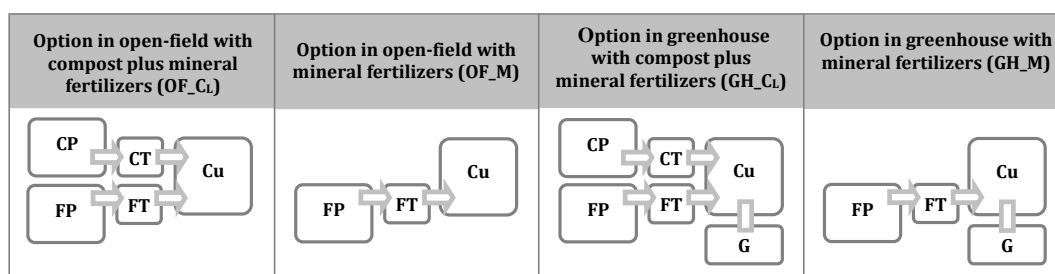 Option in open-field with
compost plus mineral
fertilizers (OF_CL)
Option in open-field with
mineral fertilizers (OF_M)
Option in greenhouse
with compost plus
mineral fertilizers (GH_CL)
Option in greenhouse with
mineral fertilizers (GH_M)
CP
CT
Cu
FP
FT
FP
FT
Cu
CP
CT
Cu
FP
FT
G
FP
FT
Cu
G